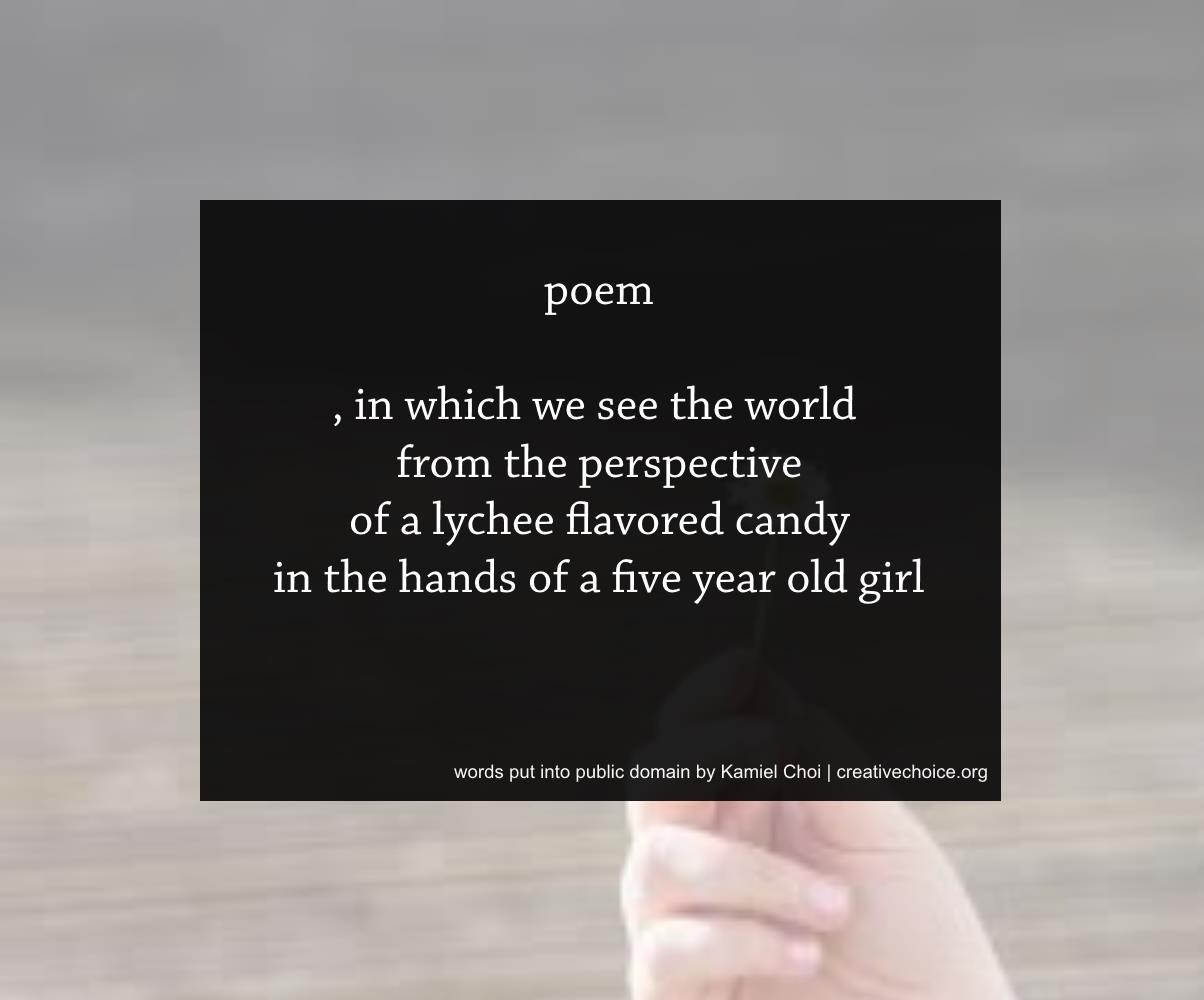 poem
, in which we see the world
from the perspective
of a lychee flavored candy
in the hands of a five year old girl
words put into public domain by Kamiel Choi | creativechoice.org